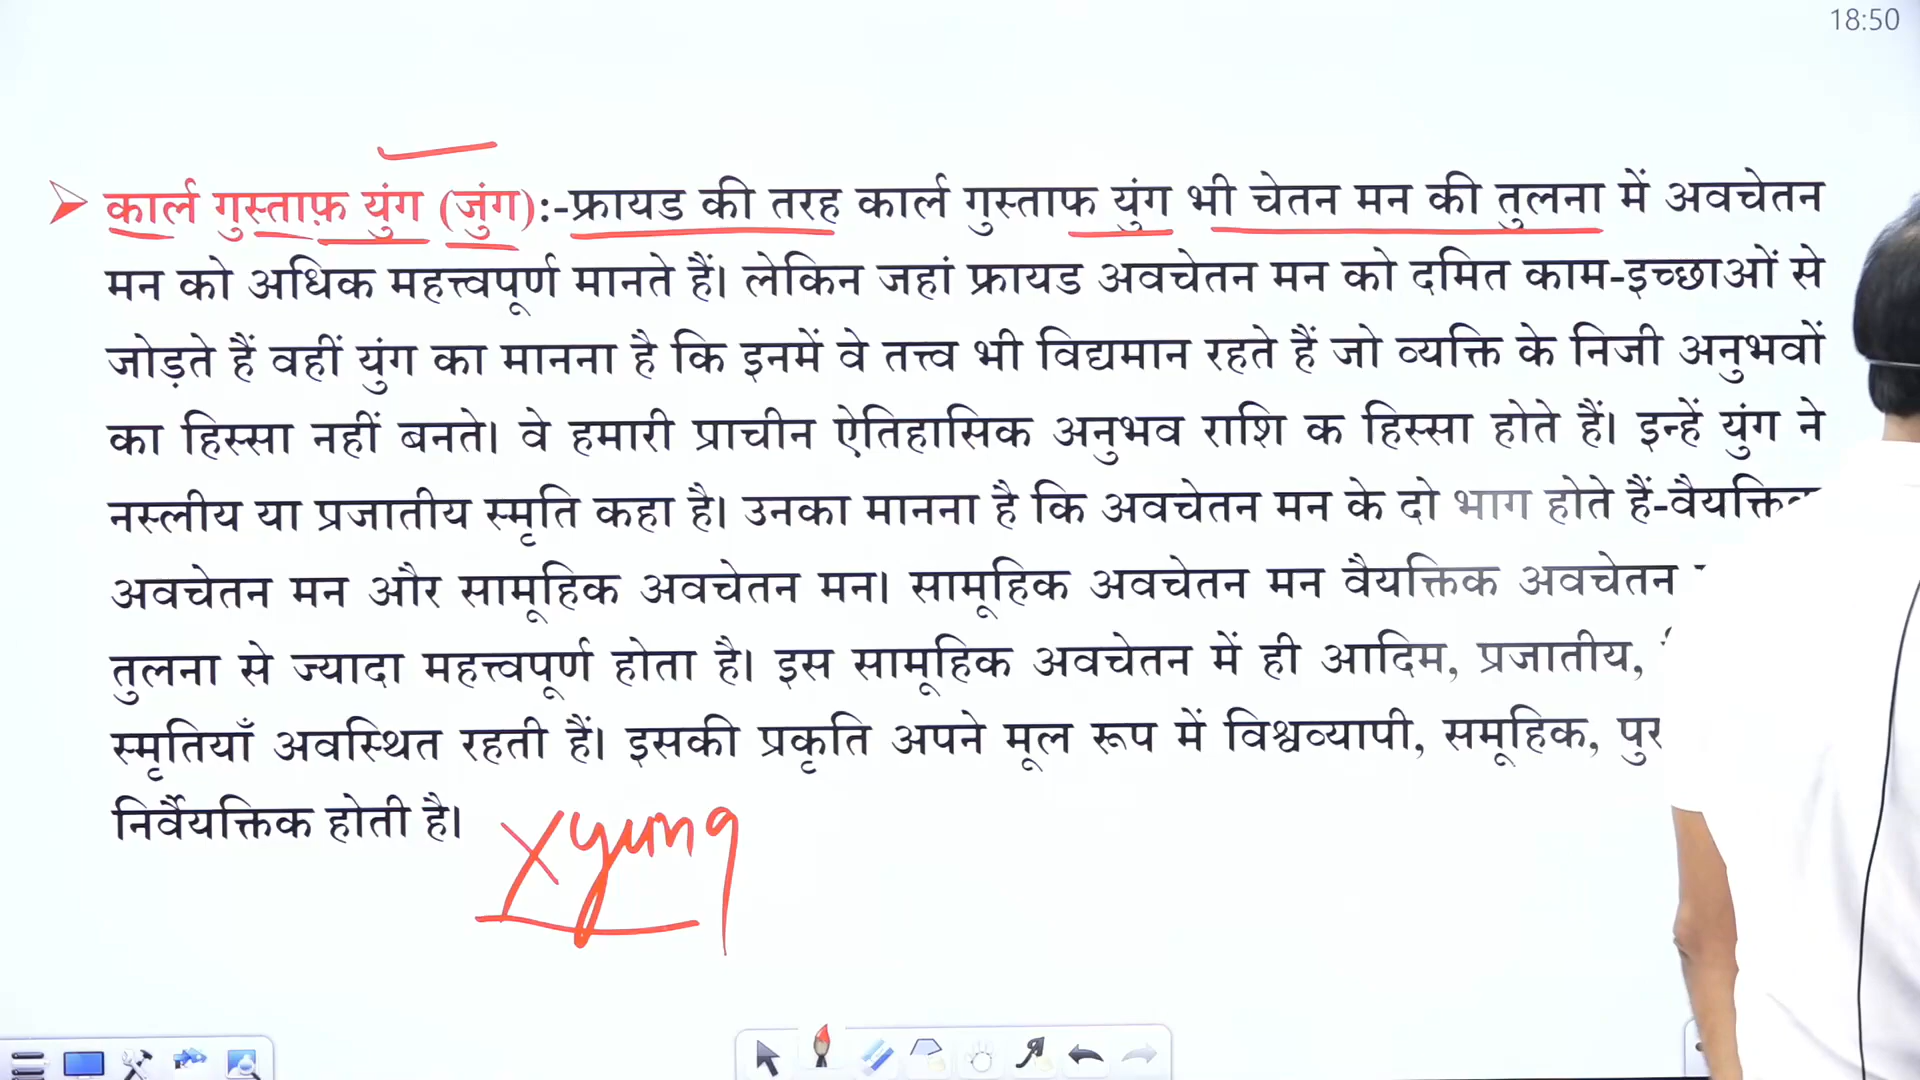 18:50
कार्ल गुस्ताफ़ युंग (जुंग):-फ्रायड की तरह कार्ल गुस्ताफ युंग भी चेतन मन की तुलना में अवचेतन
मन को अधिक महत्त्वपूर्ण मानते हैं। लेकिन जहां फ्रायड अवचेतन मन को दमित काम-इच्छाओं से
जोड़ते हैं वहीं युंग का मानना है कि इनमें वे तत्त्व भी विद्यमान रहते हैं जो व्यक्ति के निजी अनुभवों
का हिस्सा नहीं बनते। वे हमारी प्राचीन ऐतिहासिक अनुभव राशि क हिस्सा होते हैं। इन्हें युंग ने
नस्लीय या प्रजातीय स्मृति कहा है। उनका मानना है कि अवचेतन मन के दो भाग होते हैं-
अवचेतन मन और सामूहिक अवचेतन मन। सामूहिक अवचेतन मन वैयक्तिक अवचेतन
तुलना से ज्यादा महत्त्वपूर्ण होता है। इस सामूहिक अवचेतन में ही आदिम, प्रजातीय,
स्मृतियाँ अवस्थित रहती हैं। इसकी प्रकृति अपने मूल रूप में विश्वव्यापी, समूहिक,
निर्वैयक्तिक होती है।
xyung